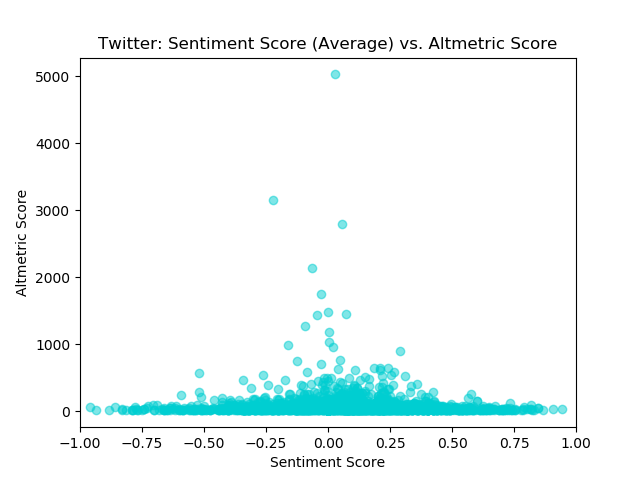 Twitter: Sentiment Score (Average) vs. Altmetric Score
5000
4000
3000
2000
1000
0
Altmetric Score
−1.00 −0.75 −0.50 −0.25 0.00 0.25 0.50 0.75 1.00
Sentiment Score